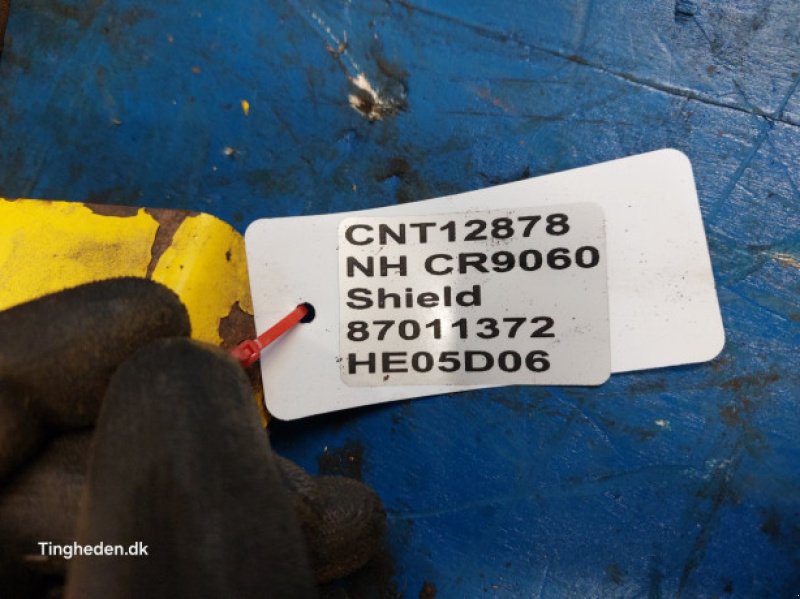 CNT12878
NH CR9060
Shield
87011372
HE05D06
Tingheden.dk